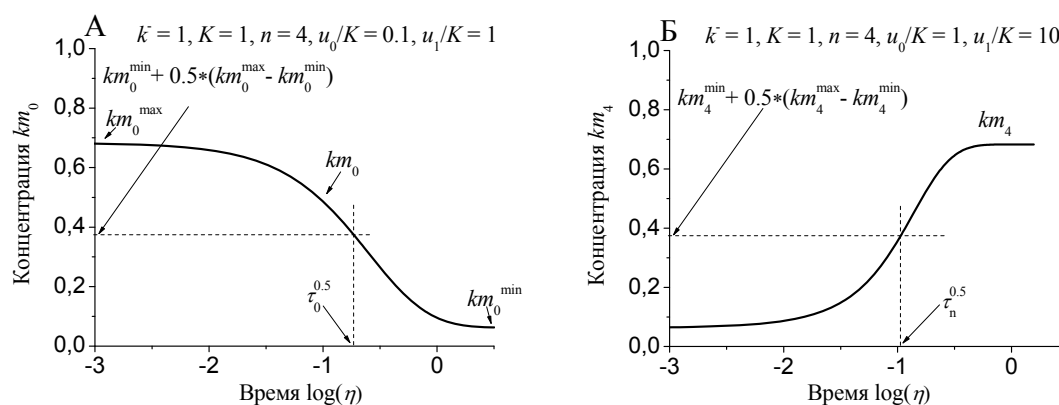 А
k⁻ = 1, K = 1, n = 4, u₀/K = 0.1, u₁/K = 1
km₀ᵐⁱⁿ + 0.5*(km₀ᵐᵃˣ - km₀ᵐⁱⁿ)
km₀ᵐᵃˣ
km₀
km₀ᵐⁱⁿ
τ₀⁰·⁵
Концентрация km₀
1,0
0,8
0,6
0,4
0,2
0,0
-3 -2 -1 0
Время log(η)
Б
k⁻ = 1, K = 1, n = 4, u₀/K = 1, u₁/K = 10
km₄ᵐⁱⁿ + 0.5*(km₄ᵐᵃˣ - km₄ᵐⁱⁿ)
km₄
τₙ⁰·⁵
Концентрация km₄
1,0
0,8
0,6
0,4
0,2
0,0
-3 -2 -1 0
Время log(η)